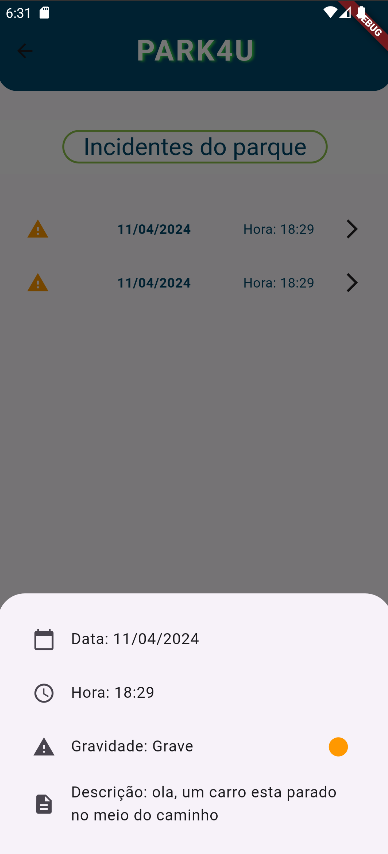 6:31
DEBUG
PARK4U
Incidentes do parque
11/04/2024 Hora: 18:29
11/04/2024 Hora: 18:29
Data: 11/04/2024
Hora: 18:29
Gravidade: Grave
Descrição: ola, um carro esta parado
no meio do caminho